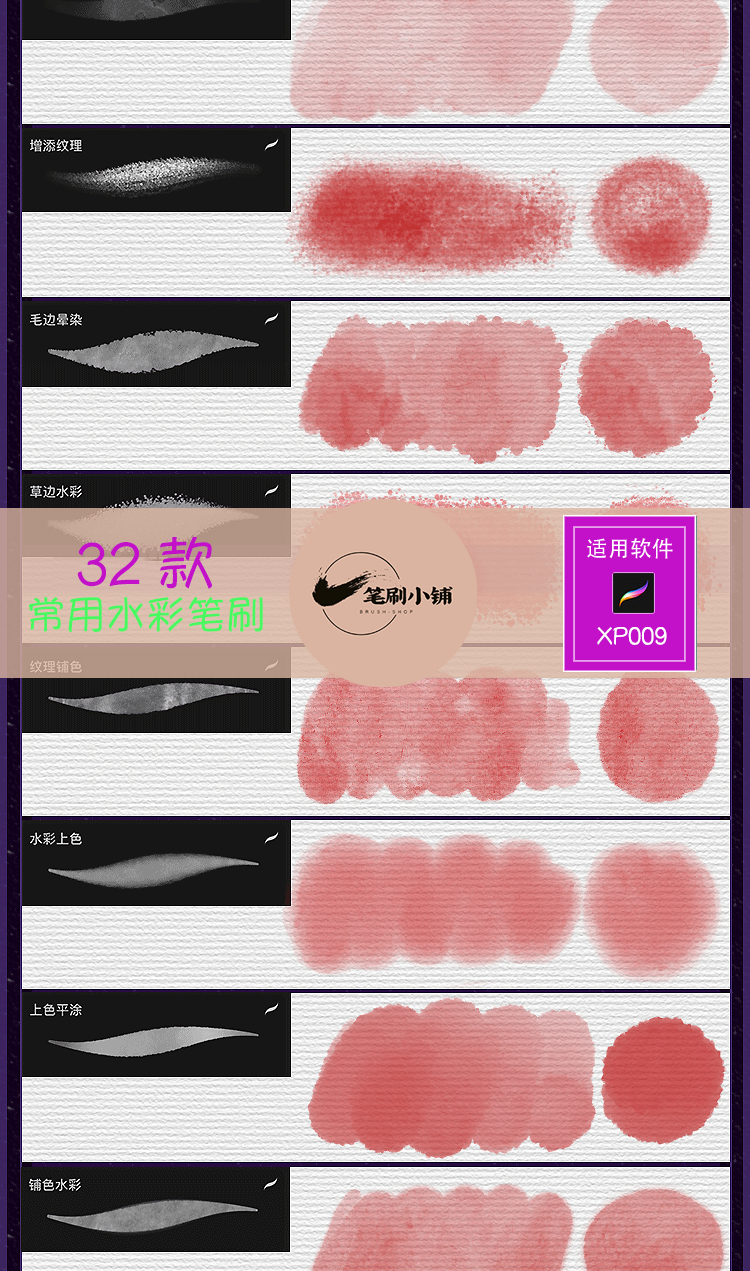 增添纹理
毛边晕染
草边水彩
32 款
常用水彩笔刷
笔刷小铺
BRUSH-SHOP
适用软件
XP009
纹理铺色
水彩上色
上色平涂
铺色水彩